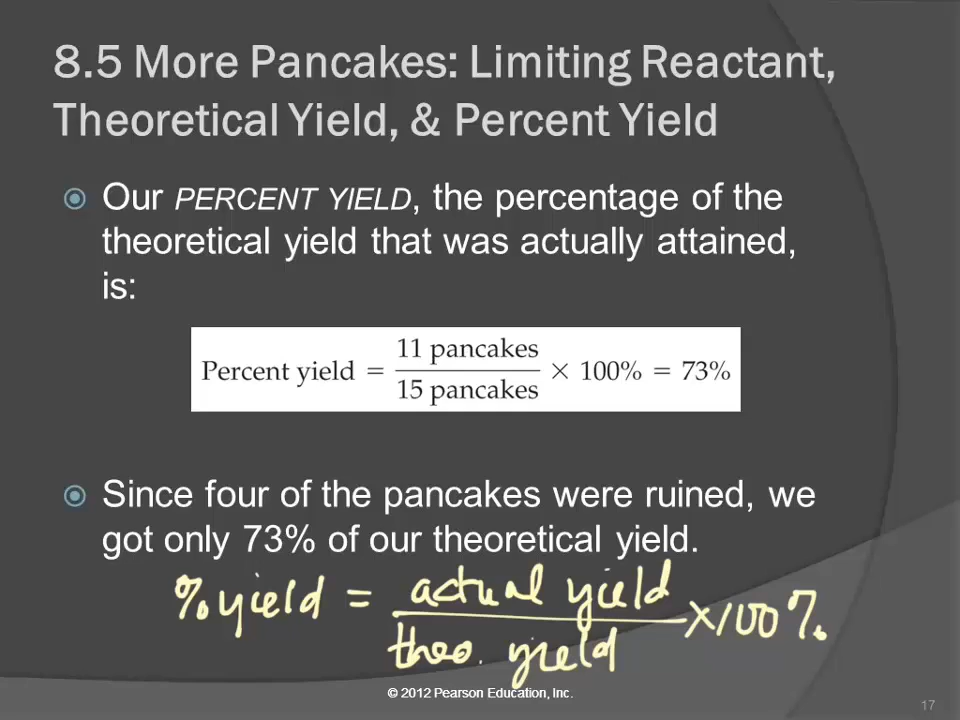 8.5 More Pancakes: Limiting Reactant,
Theoretical Yield, & Percent Yield
Our PERCENT YIELD, the percentage of the
theoretical yield that was actually attained,
is:
Percent yield = 11 pancakes / 15 pancakes × 100% = 73%
Since four of the pancakes were ruined, we
got only 73% of our theoretical yield.
% yield = actual yield / theo. yield × 100%
© 2012 Pearson Education, Inc.
17